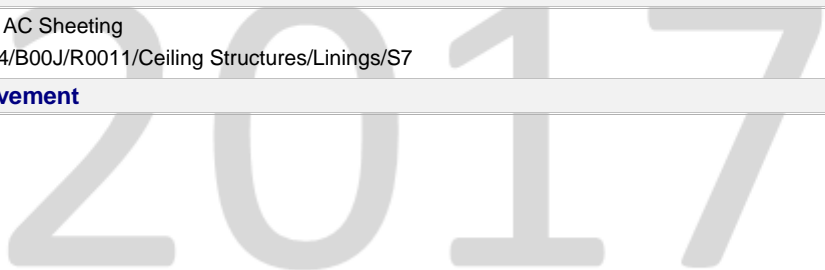 AC Sheeting
4/B00J/R0011/Ceiling Structures/Linings/S7
vement
2017